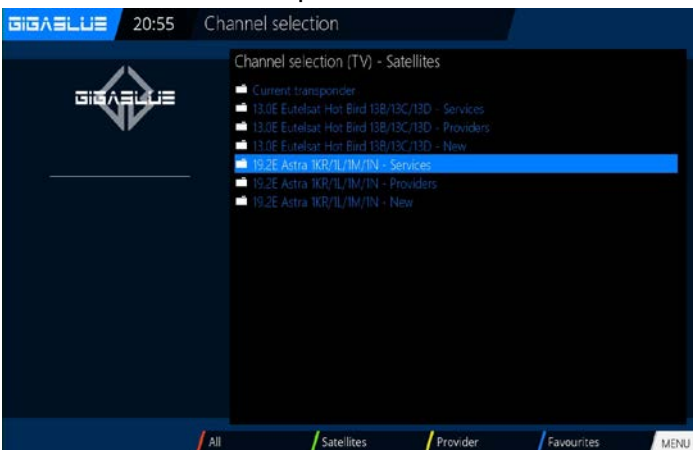 GIGABLUE 20:55 Channel selection
Channel selection (TV) - Satellites
GIGABLUE
Current transponder
13.0E Eutelsat Hot Bird 13B/13C/13D - Services
13.0E Eutelsat Hot Bird 13B/13C/13D - Providers
13.0E Eutelsat Hot Bird 13B/13C/13D - New
19.2E Astra 1KR/1L/1M/1N - Services
19.2E Astra 1KR/1L/1M/1N - Providers
19.2E Astra 1KR/1L/1M/1N - New
All Satellites Provider Favourites MENU